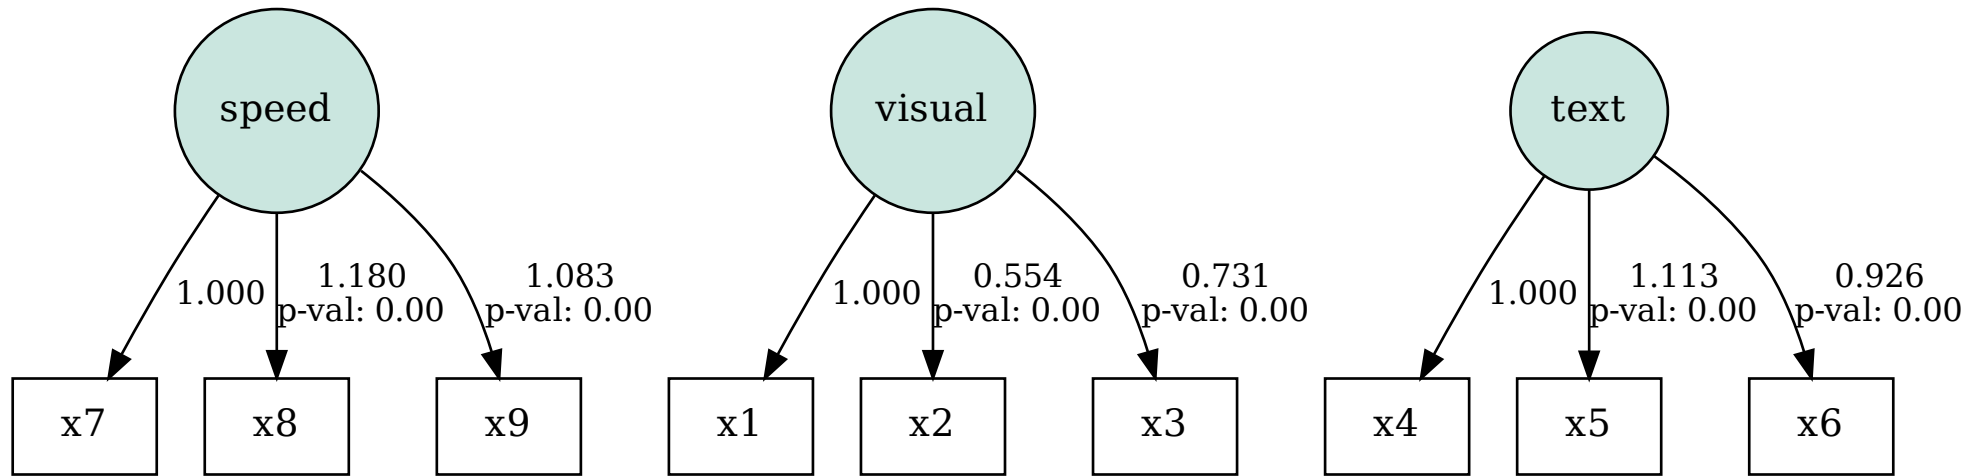 speed
visual
text
1.000
1.180
p-val: 0.00
1.083
p-val: 0.00
1.000
0.554
p-val: 0.00
0.731
p-val: 0.00
1.000
1.113
p-val: 0.00
0.926
p-val: 0.00
x7
x8
x9
x1
x2
x3
x4
x5
x6